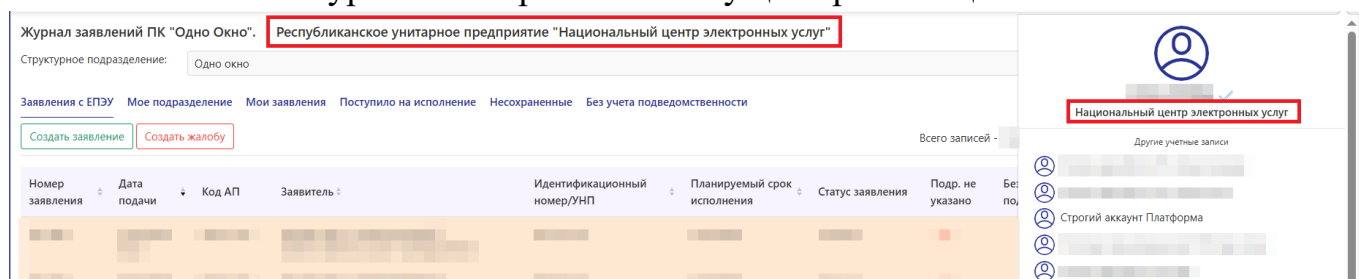 Журнал заявлений ПК "Одно Окно". Республиканское унитарное предприятие "Национальный центр электронных услуг"
Структурное подразделение: Одно окно
Заявления с ЕПЭУ Мое подразделение Мои заявления Поступило на исполнение Несохраненные Без учета подведомственности
Создать заявление Создать жалобу Всего записей -
Номер заявления Дата подачи Код АП Заявитель Идентификационный номер/УНП Планируемый срок исполнения Статус заявления Подр. не указано
Национальный центр электронных услуг
Другие учетные записи
Строгий аккаунт Платформа